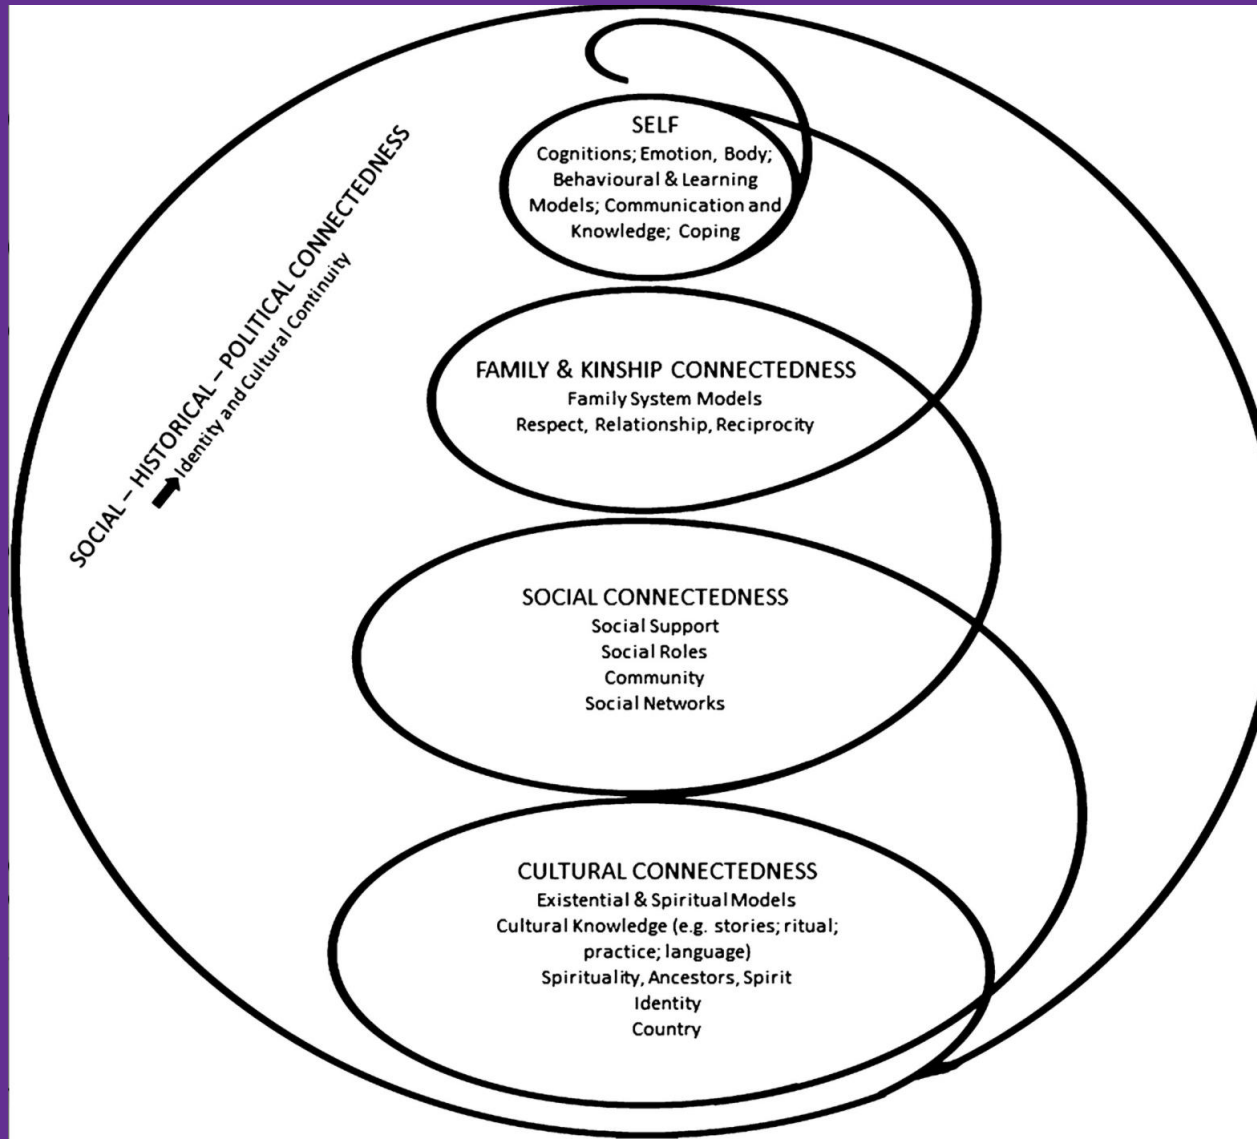 SELF
Cognitions; Emotion, Body;
Behavioural & Learning
Models; Communication and
Knowledge; Coping
SOCIAL – HISTORICAL – POLITICAL CONNECTEDNESS
Identity and Cultural Continuity
FAMILY & KINSHIP CONNECTEDNESS
Family System Models
Respect, Relationship, Reciprocity
SOCIAL CONNECTEDNESS
Social Support
Social Roles
Community
Social Networks
CULTURAL CONNECTEDNESS
Existential & Spiritual Models
Cultural Knowledge (e.g. stories; ritual;
practice; language)
Spirituality, Ancestors, Spirit
Identity
Country